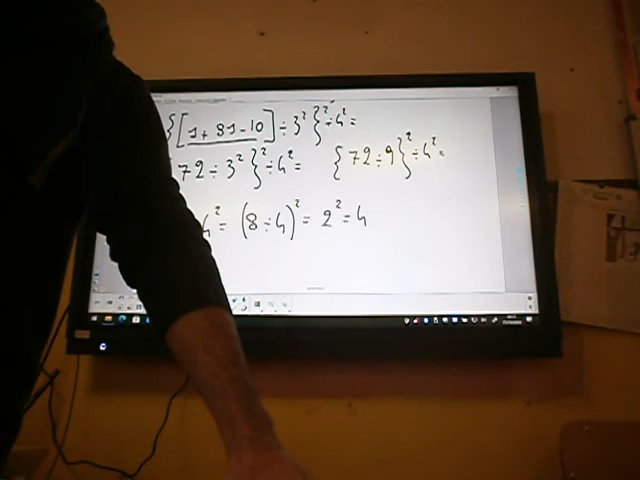 {[1+81-10]÷3²}²÷4²=
72÷3²}²÷4²= {72÷9}²÷4²=
4²= (8÷4)²= 2²=4